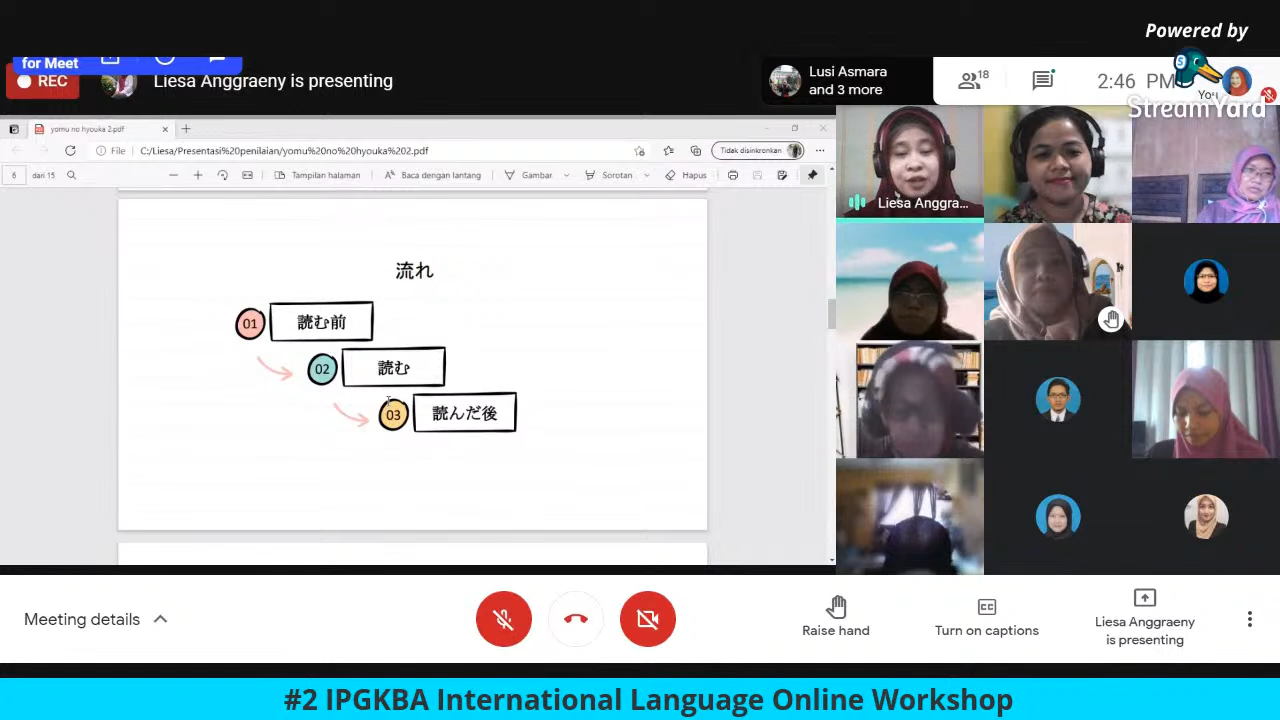 Powered by
StreamYard
for Meet
REC
Liesa Anggraeny is presenting
Lusi Asmara
and 3 more
18
2:46 PM
You
yomu no hyouka 2.pdf
File
C:/Liesa/Presentasi%20penilaian/yomu%20no%20hyouka%202.pdf
Tidak disinkronkan
6
dari 15
Tampilan halaman
Baca dengan lantang
Gambar
Sorotan
Hapus
流れ
01
読む前
02
読む
03
読んだ後
Liesa Anggra...
Meeting details
Raise hand
Turn on captions
Liesa Anggraeny
is presenting
#2 IPGKBA International Language Online Workshop